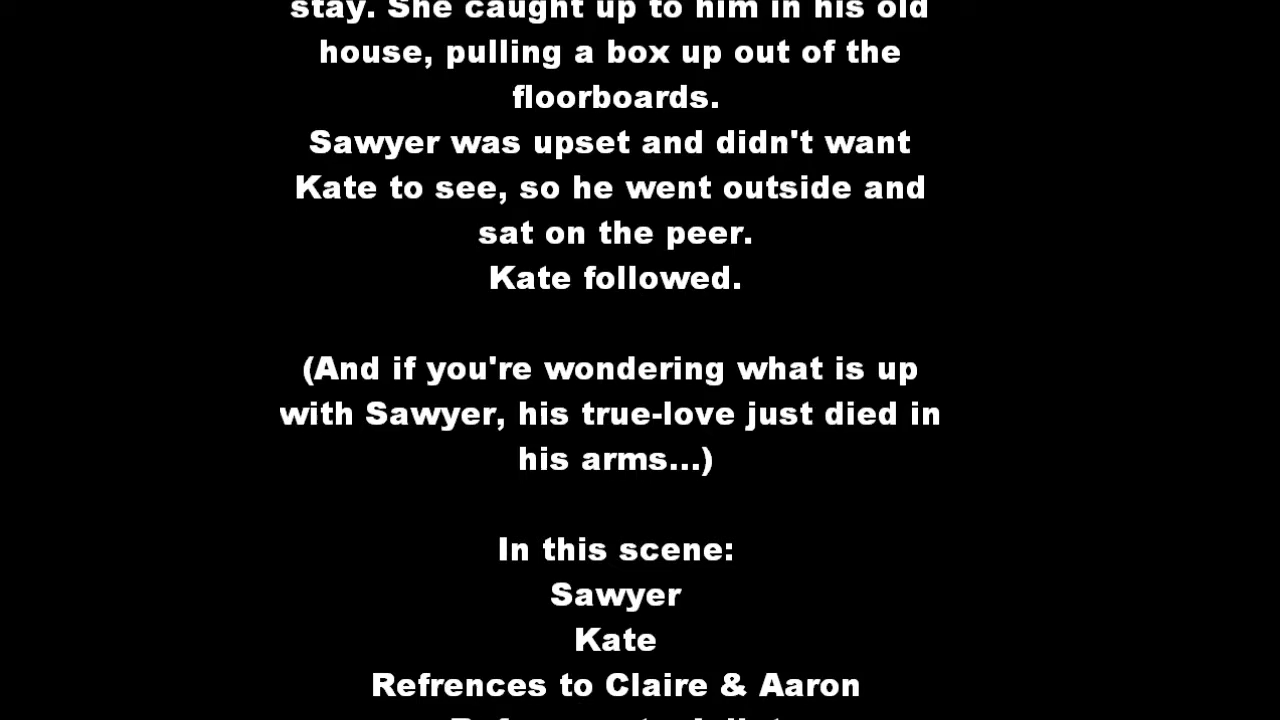 stay. She caught up to him in his old
house, pulling a box up out of the
floorboards.
Sawyer was upset and didn't want
Kate to see, so he went outside and
sat on the peer.
Kate followed.
(And if you're wondering what is up
with Sawyer, his true-love just died in
his arms...)
In this scene:
Sawyer
Kate
Refrences to Claire & Aaron